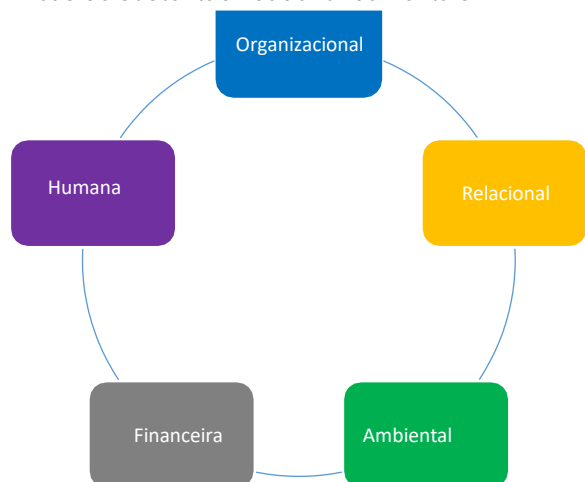 Organizacional
Humana
Relacional
Financeira
Ambiental